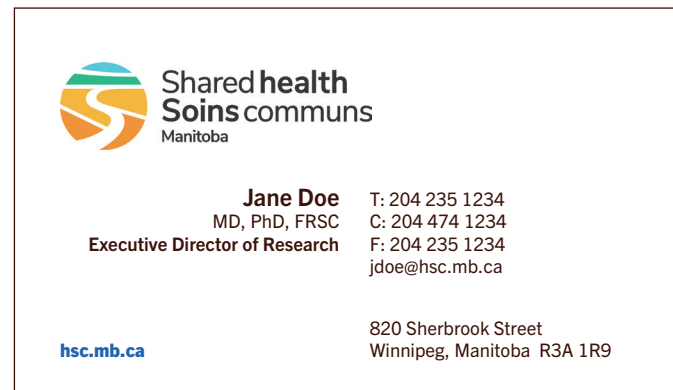 Shared health
Soins communs
Manitoba
Jane Doe
MD, PhD, FRSC
Executive Director of Research
T: 204 235 1234
C: 204 474 1234
F: 204 235 1234
jdoe@hsc.mb.ca
hsc.mb.ca
820 Sherbrook Street
Winnipeg, Manitoba R3A 1R9